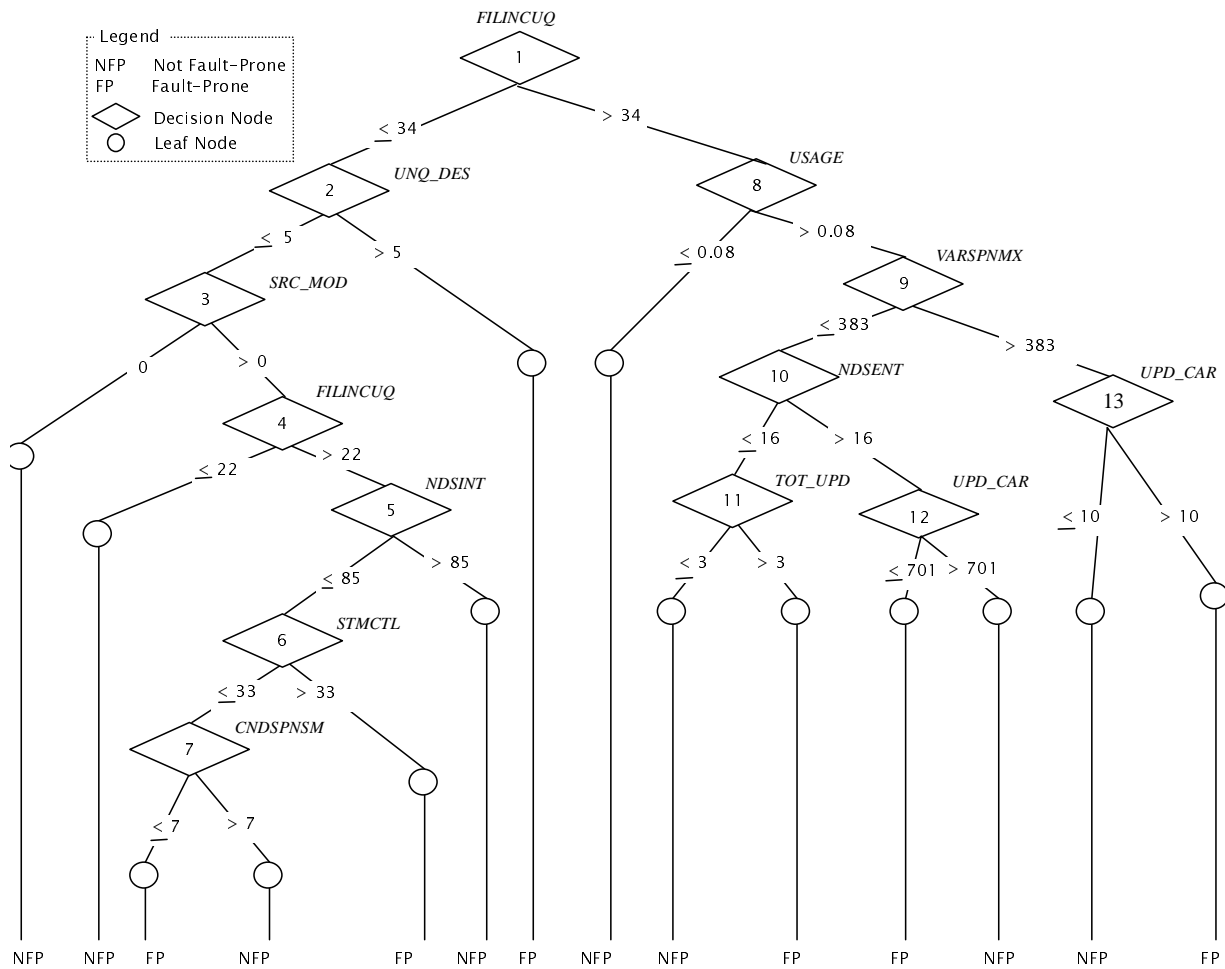 FILINCUQ
Legend
NFP Not Fault-Prone
FP Fault-Prone
Decision Node
Leaf Node
1
≤ 34
> 34
UNQ_DES
2
USAGE
8
≤ 5
> 5
≤ 0.08
> 0.08
SRC_MOD
3
VARSPNMX
9
0
> 0
≤ 383
> 383
FILINCUQ
4
NDSENT
10
UPD_CAR
13
≤ 22
> 22
≤ 16
> 16
NDSINT
5
TOT_UPD
11
UPD_CAR
12
≤ 10
> 10
≤ 85
> 85
≤ 3
> 3
≤ 701
> 701
STMCTL
6
≤ 33
> 33
CNDSPNSM
7
≤ 7
> 7
NFP NFP FP NFP FP NFP FP NFP NFP FP FP NFP NFP FP